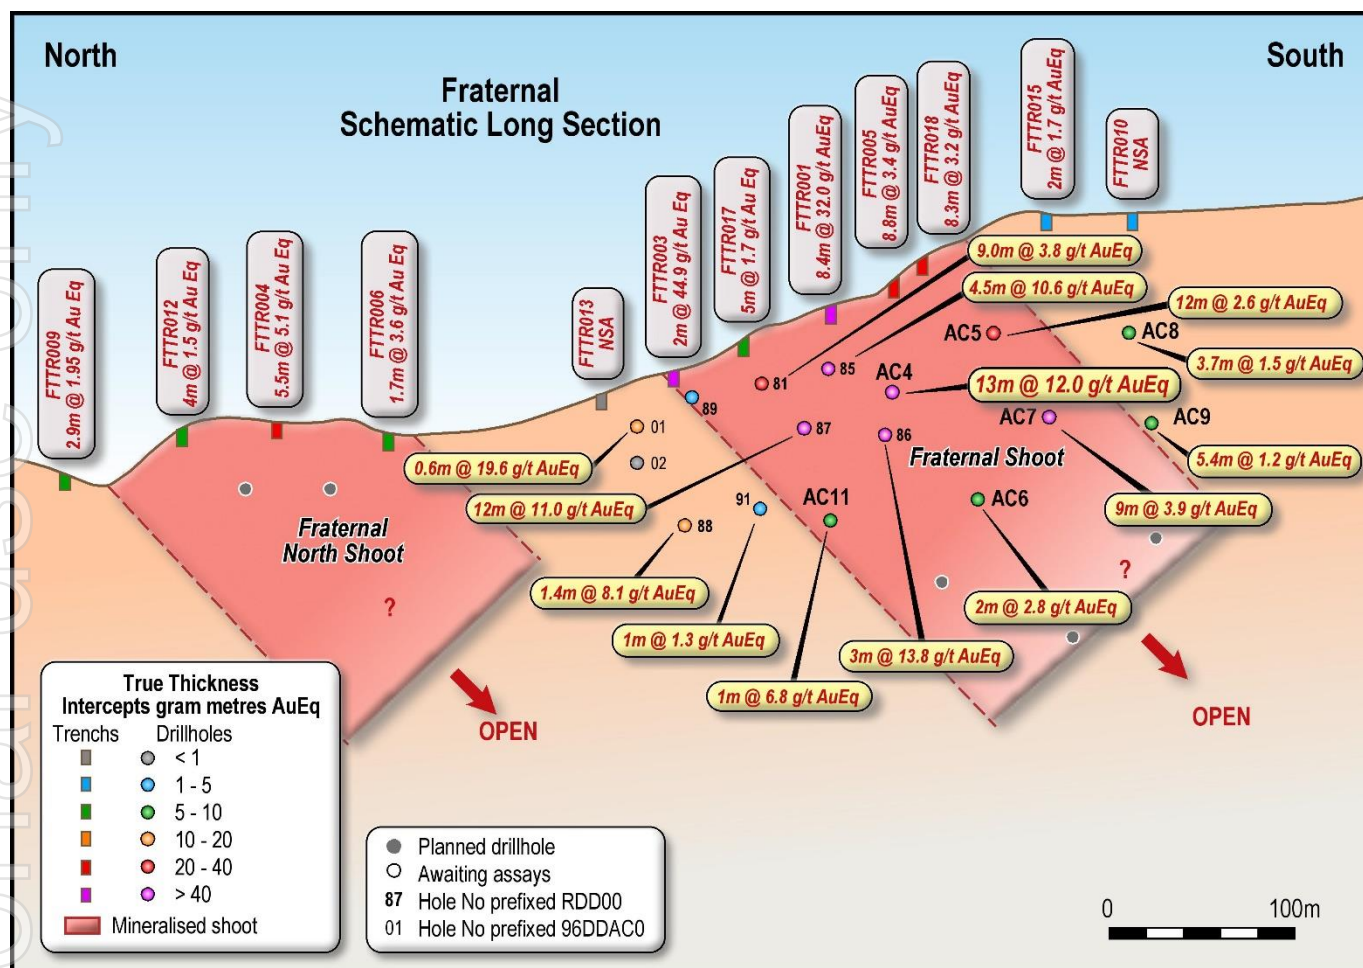 North
South
Fraternal
Schematic Long Section
FTTR009
2.9m @ 1.95 g/t Au Eq
FTTR012
4m @ 1.5 g/t Au Eq
FTTR004
5.5m @ 5.1 g/t Au Eq
FTTR006
1.7m @ 3.6 g/t Au Eq
FTTR013
NSA
FTTR003
2m @ 44.9 g/t Au Eq
FTTR017
5m @ 1.7 g/t Au Eq
FTTR001
8.4m @ 32.0 g/t AuEq
FTTR005
8.8m @ 3.4 g/t AuEq
FTTR018
8.3m @ 3.2 g/t AuEq
FTTR015
2m @ 1.7 g/t AuEq
FTTR010
NSA
9.0m @ 3.8 g/t AuEq
4.5m @ 10.6 g/t AuEq
12m @ 2.6 g/t AuEq
AC5
AC8
3.7m @ 1.5 g/t AuEq
85
81
AC4
13m @ 12.0 g/t AuEq
89
01
87
86
AC7
AC9
0.6m @ 19.6 g/t AuEq
02
Fraternal Shoot
5.4m @ 1.2 g/t AuEq
12m @ 11.0 g/t AuEq
91
AC11
AC6
9m @ 3.9 g/t AuEq
88
Fraternal
North Shoot
?
?
1.4m @ 8.1 g/t AuEq
2m @ 2.8 g/t AuEq
1m @ 1.3 g/t AuEq
3m @ 13.8 g/t AuEq
1m @ 6.8 g/t AuEq
OPEN
OPEN
True Thickness
Intercepts gram metres AuEq
Trenchs Drillholes
< 1
1 - 5
5 - 10
10 - 20
20 - 40
> 40
Mineralised shoot
Planned drillhole
Awaiting assays
87 Hole No prefixed RDD00
01 Hole No prefixed 96DDAC0
0 100m